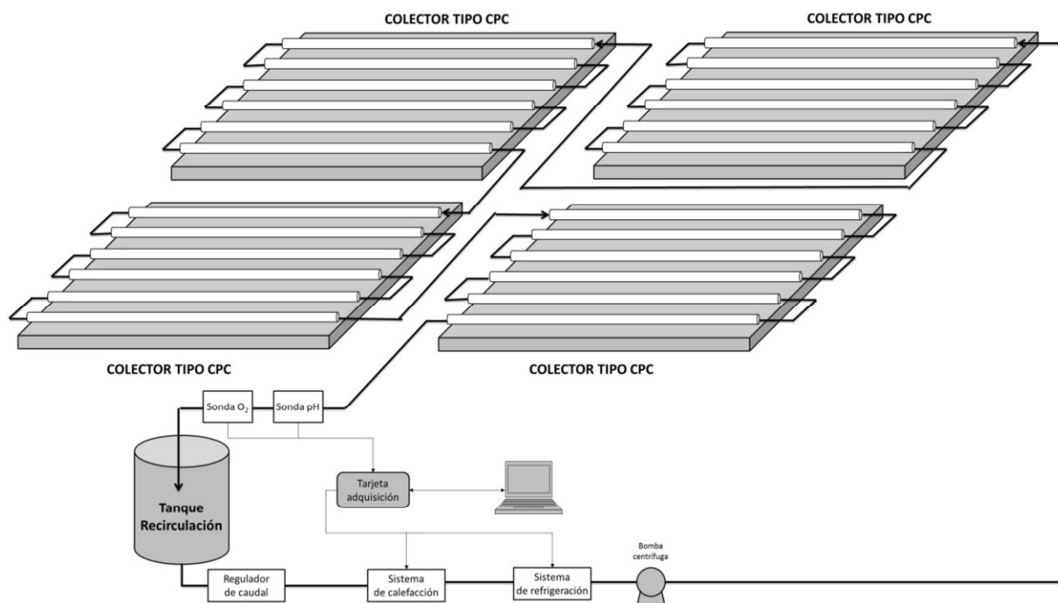 COLECTOR TIPO CPC
COLECTOR TIPO CPC
COLECTOR TIPO CPC
COLECTOR TIPO CPC
Sonda O₂
Sonda pH
Tanque
Recirculación
Tarjeta
adquisición
Regulador
de caudal
Sistema
de calefacción
Sistema
de refrigeración
Bomba
centrífuga